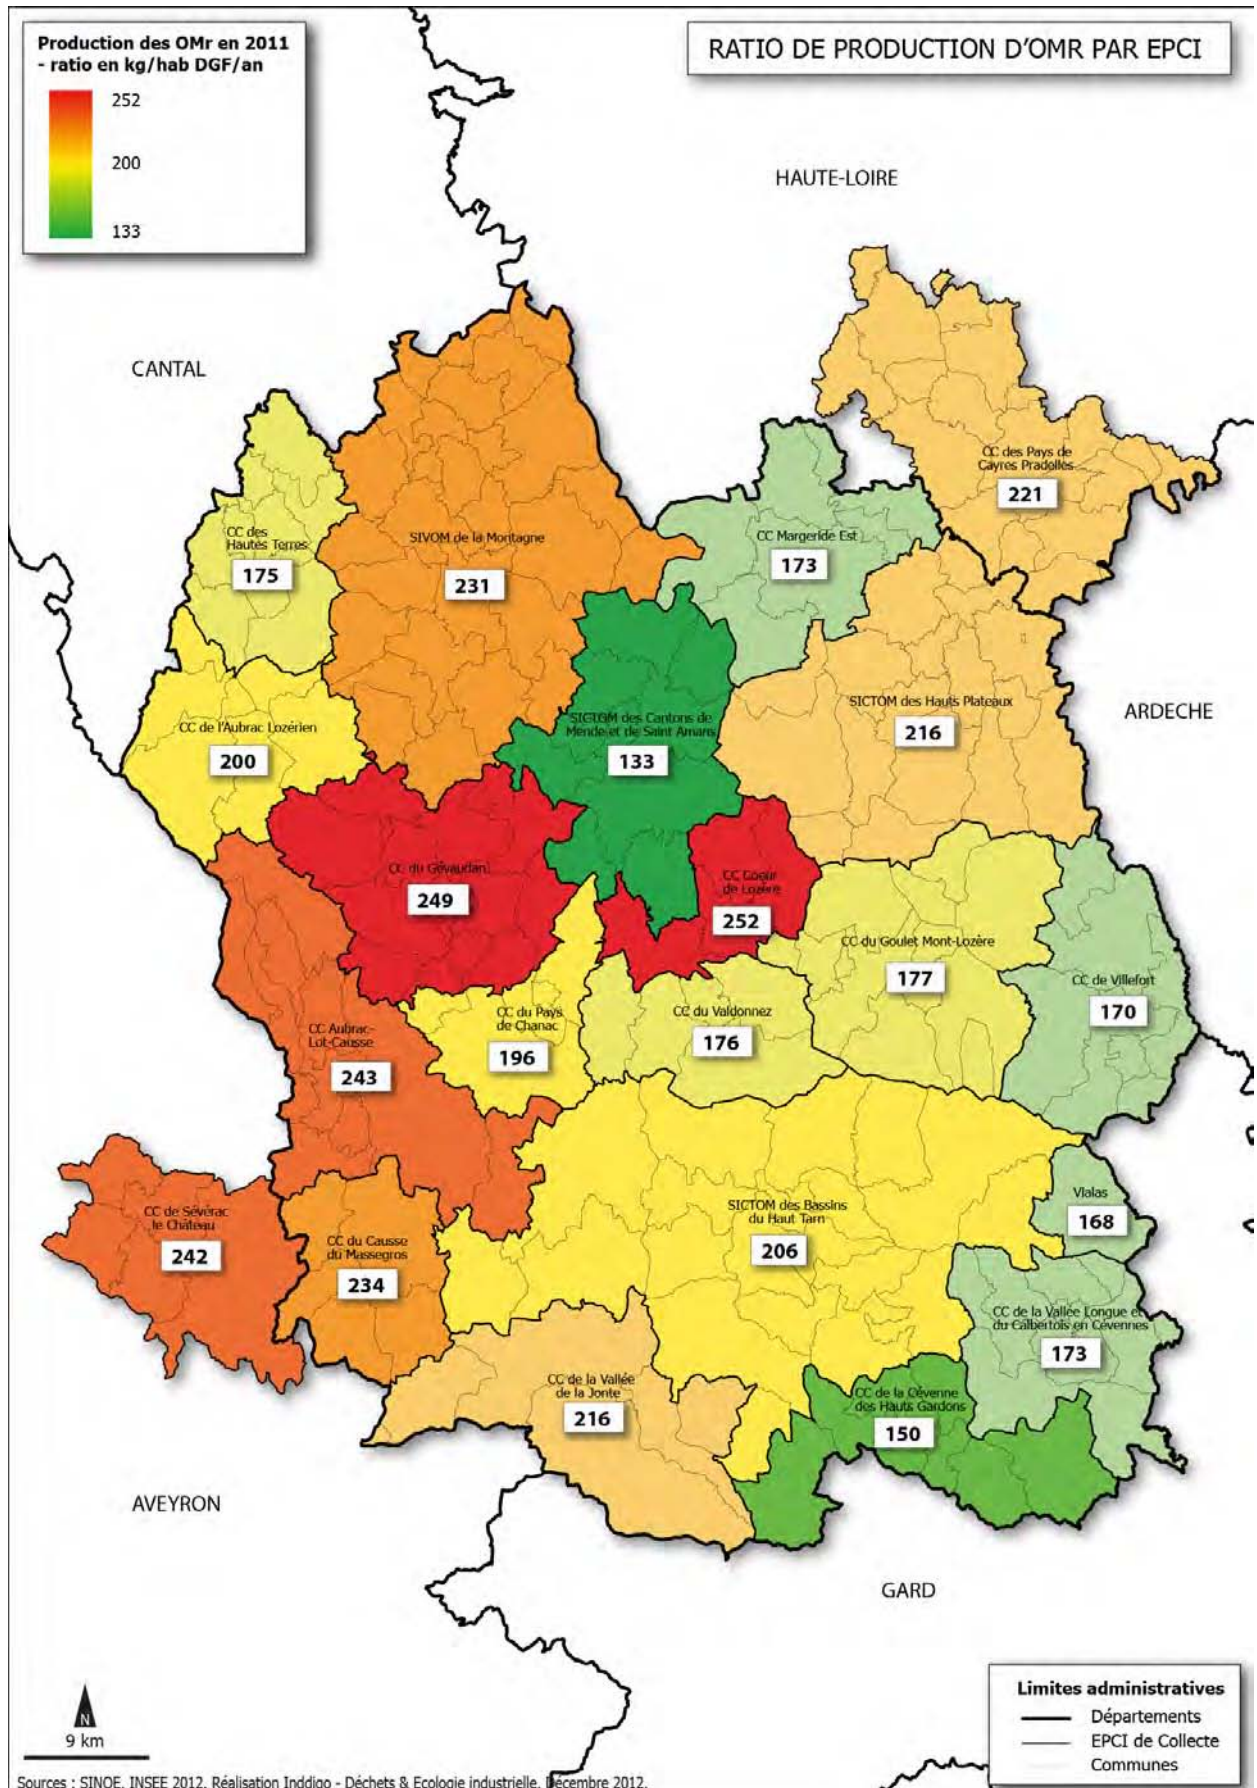 Production des OMr en 2011
- ratio en kg/hab DGF/an
252
200
133
RATIO DE PRODUCTION D'OMR PAR EPCI
HAUTE-LOIRE
CANTAL
CC des Pays de
Cayres Pradelles
221
CC des
Hautes Terres
175
SIVOM de la Montagne
231
CC Margeride Est
173
SICTOM des Hauts Plateaux
216
ARDECHE
CC de l'Aubrac Lozérien
200
SICTOM des Cantons de
Mende et de Saint Amans
133
CC du Gévaudan
249
CC Coeur
de Lozère
252
CC du Goulet Mont-Lozère
177
CC de Villefort
170
CC du Pays
de Chanac
196
CC du Valdonnez
176
CC Aubrac-
Lot-Causse
243
CC de Sévérac
le Château
242
CC du Causse
du Massegros
234
SICTOM des Bassins
du Haut Tarn
206
Vialas
168
CC de la Vallée Longue et
du Calbertois en Cévennes
173
CC de la Vallée
de la Jonte
216
CC de la Cévenne
des Hauts Gardons
150
AVEYRON
GARD
N
9 km
Limites administratives
Départements
EPCI de Collecte
Communes
Sources : SINOE, INSEE 2012. Réalisation Inddigo - Déchets & Ecologie industrielle. Décembre 2012.